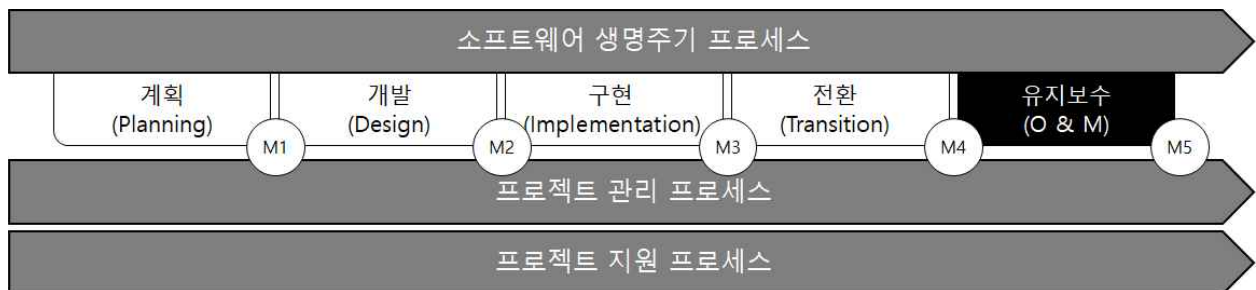 소프트웨어 생명주기 프로세스
계획
(Planning)
개발
(Design)
구현
(Implementation)
전환
(Transition)
유지보수
(O & M)
M1
M2
M3
M4
M5
프로젝트 관리 프로세스
프로젝트 지원 프로세스